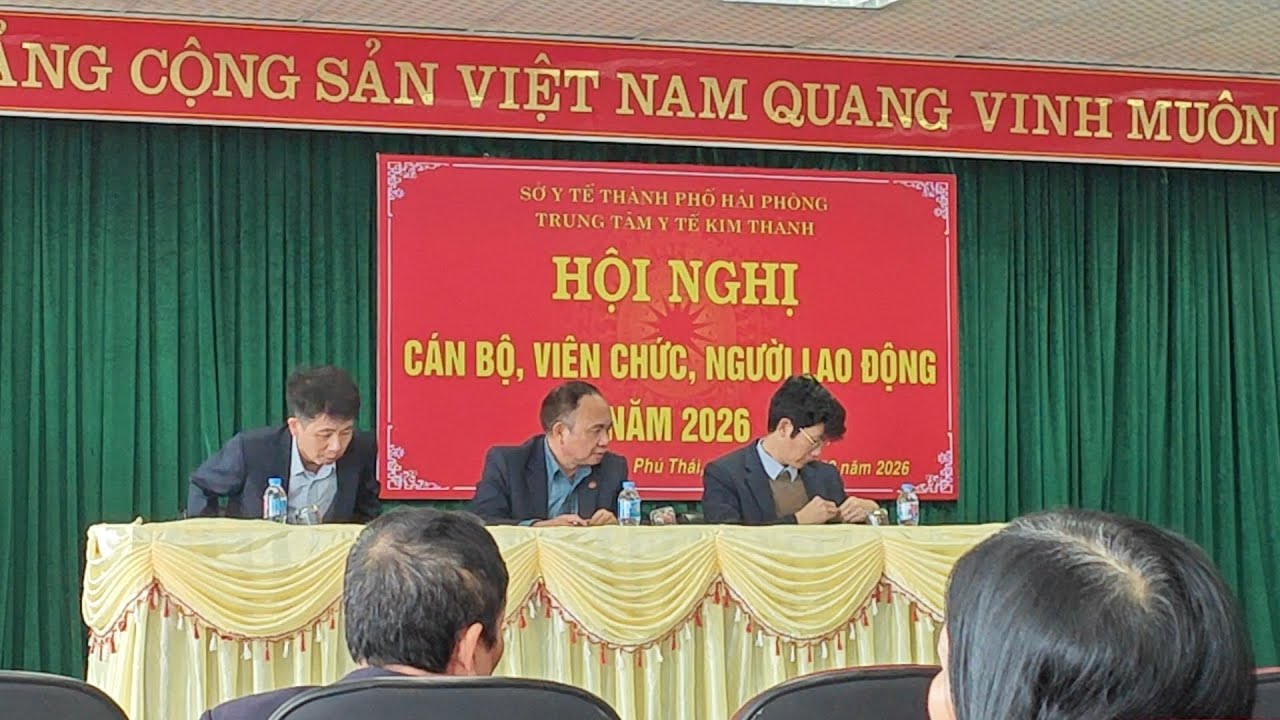 ẢNG CỘNG SẢN VIỆT NAM QUANG VINH MUÔN
SỞ Y TẾ THÀNH PHỐ HẢI PHÒNG
TRUNG TÂM Y TẾ KIM THÀNH
HỘI NGHỊ
CÁN BỘ, VIÊN CHỨC, NGƯỜI LAO ĐỘNG
NĂM 2026
Phú Thái, năm 2026